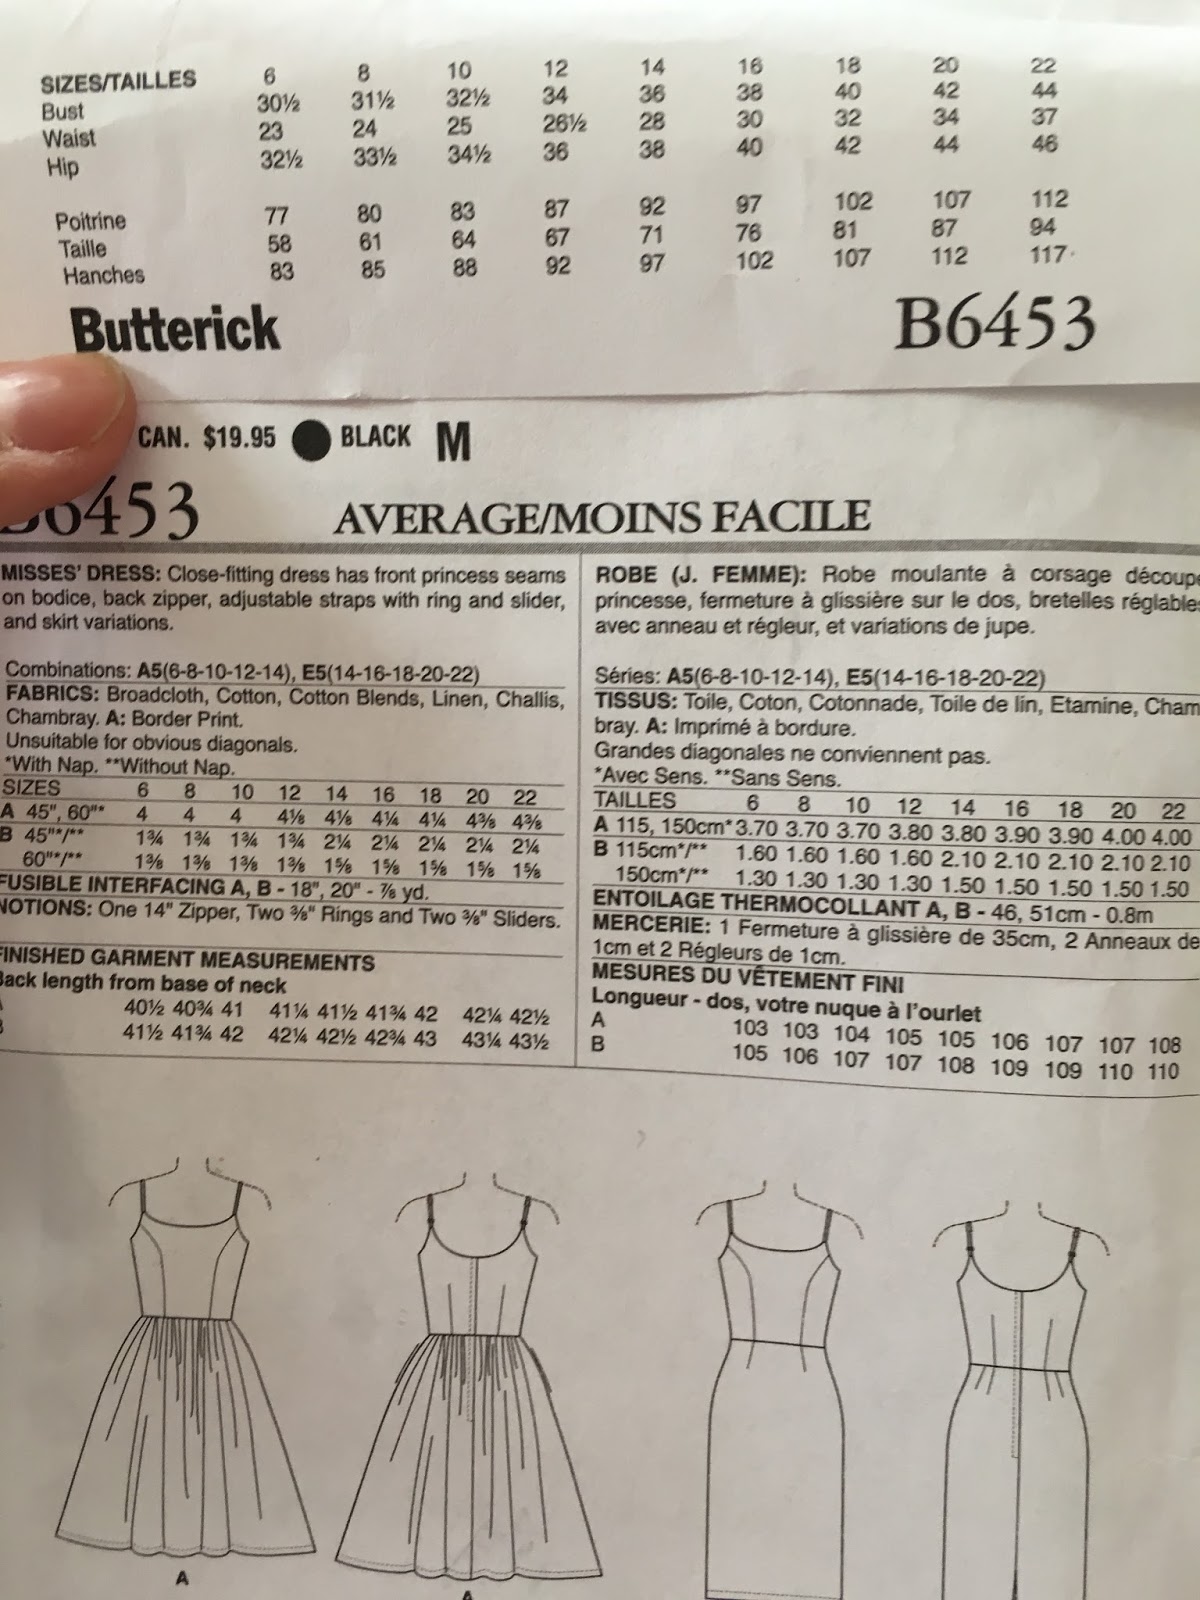 SIZES/TAILLES 6 8 10 12 14 16 18 20 22
Bust 30½ 31½ 32½ 34 36 38 40 42 44
Waist 23 24 25 26½ 28 30 32 34 37
Hip 32½ 33½ 34½ 36 38 40 42 44 46
Poitrine 77 80 83 87 92 97 102 107 112
Taille 58 61 64 67 71 76 81 87 94
Hanches 83 85 88 92 97 102 107 112 117
Butterick B6453
CAN. $19.95 BLACK M
B6453 AVERAGE/MOINS FACILE
MISSES' DRESS: Close-fitting dress has front princess seams
on bodice, back zipper, adjustable straps with ring and slider,
and skirt variations.
Combinations: A5(6-8-10-12-14), E5(14-16-18-20-22)
FABRICS: Broadcloth, Cotton, Cotton Blends, Linen, Challis,
Chambray. A: Border Print.
Unsuitable for obvious diagonals.
*With Nap. **Without Nap.
SIZES 6 8 10 12 14 16 18 20 22
A 45", 60"* 4 4 4 4⅛ 4⅛ 4¼ 4¼ 4⅜ 4⅜
B 45"*/** 1¾ 1¾ 1¾ 1¾ 2¼ 2¼ 2¼ 2¼ 2¼
60"*/** 1⅜ 1⅜ 1⅜ 1⅜ 1⅝ 1⅝ 1⅝ 1⅝ 1⅝
FUSIBLE INTERFACING A, B - 18", 20" - ⅞ yd.
NOTIONS: One 14" Zipper, Two ⅜" Rings and Two ⅜" Sliders.
FINISHED GARMENT MEASUREMENTS
Back length from base of neck
A 40½ 40¾ 41 41¼ 41½ 41¾ 42 42¼ 42½
B 41½ 41¾ 42 42¼ 42½ 42¾ 43 43¼ 43½
ROBE (J. FEMME): Robe moulante à corsage découpe
princesse, fermeture à glissière sur le dos, bretelles réglables
avec anneau et régleur, et variations de jupe.
Séries: A5(6-8-10-12-14), E5(14-16-18-20-22)
TISSUS: Toile, Coton, Cotonnade, Toile de lin, Etamine, Cham
bray. A: Imprimé à bordure.
Grandes diagonales ne conviennent pas.
*Avec Sens. **Sans Sens.
TAILLES 6 8 10 12 14 16 18 20 22
A 115, 150cm* 3.70 3.70 3.70 3.80 3.80 3.90 3.90 4.00 4.00
B 115cm*/** 1.60 1.60 1.60 1.60 2.10 2.10 2.10 2.10 2.10
150cm*/** 1.30 1.30 1.30 1.30 1.50 1.50 1.50 1.50 1.50
ENTOILAGE THERMOCOLLANT A, B - 46, 51cm - 0.8m
MERCERIE: 1 Fermeture à glissière de 35cm, 2 Anneaux de
1cm et 2 Régleurs de 1cm.
MESURES DU VÊTEMENT FINI
Longueur - dos, votre nuque à l'ourlet
A 103 103 104 105 105 106 107 107 108
B 105 106 107 107 108 109 109 110 110
A
A